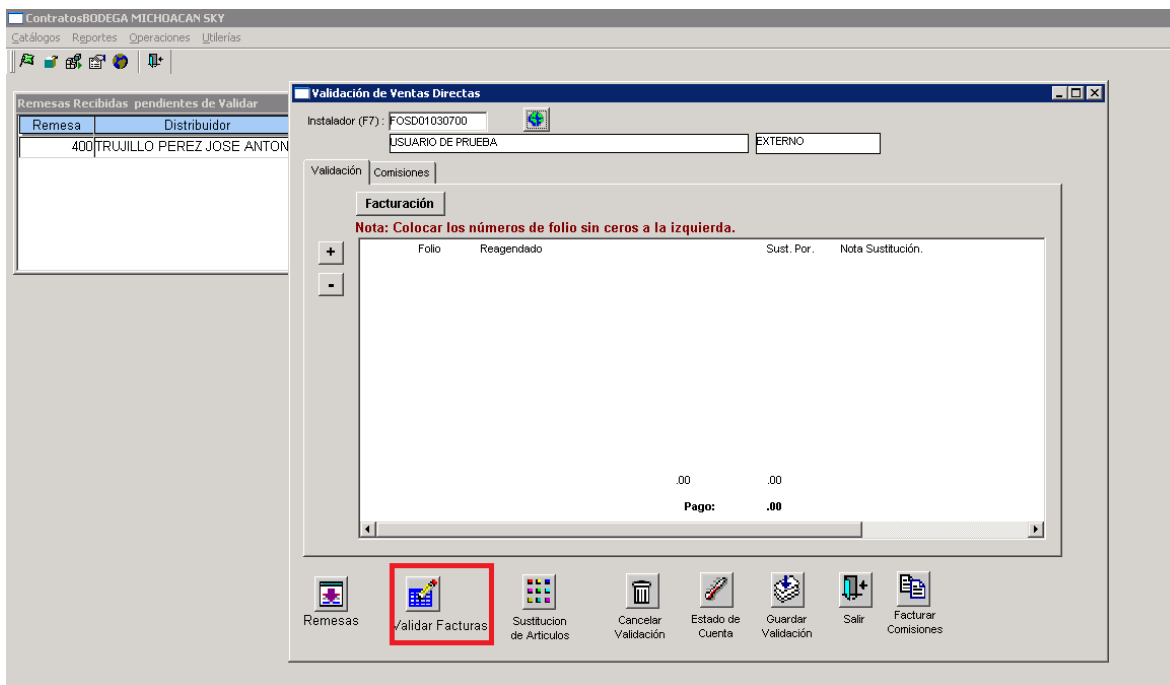 ContratosBODEGA MICHOACAN SKY
Catálogos Reportes Operaciones Utilerías
Remesas Recibidas pendientes de Validar
Remesa Distribuidor
400 TRUJILLO PEREZ JOSE ANTON
Validación de Ventas Directas
Instalador (F7) : FOSD01030700
USUARIO DE PRUEBA EXTERNO
Validación Comisiones
Facturación
Nota: Colocar los números de folio sin ceros a la izquierda.
+
Folio Reagendado Sust. Por. Nota Sustitución.
-
.00 .00
Pago: .00
Remesas
Validar Facturas
Sustitucion
de Articulos
Cancelar
Validación
Estado de
Cuenta
Guardar
Validación
Salir
Facturar
Comisiones